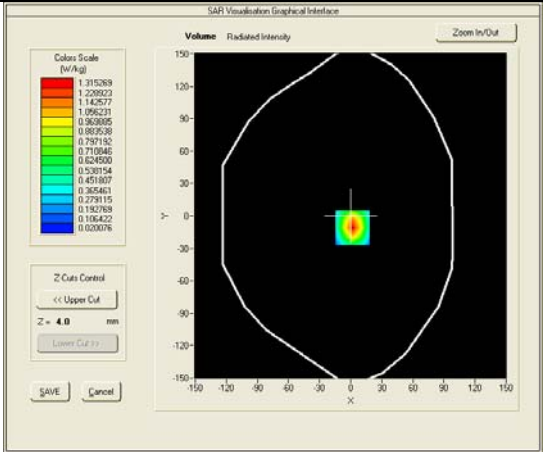 SAR Visualisation Graphical Interface
Volume Radiated Intensity
Zoom In/Out
Colors Scale
(W/kg)
1.315269
1.228923
1.142577
1.056231
0.969885
0.883538
0.797192
0.710846
0.624500
0.538154
0.451807
0.365461
0.279115
0.192769
0.106422
0.020076
Z-Cuts Control
<< Upper Cut
Z = 4.0 mm
Lower Cut >>
SAVE Cancel
150-
120-
90-
60-
30-
0-
-30-
-60-
-90-
-120-
-150-
Y
-150 -120 -90 -60 -30 0 30 60 90 120 150
X